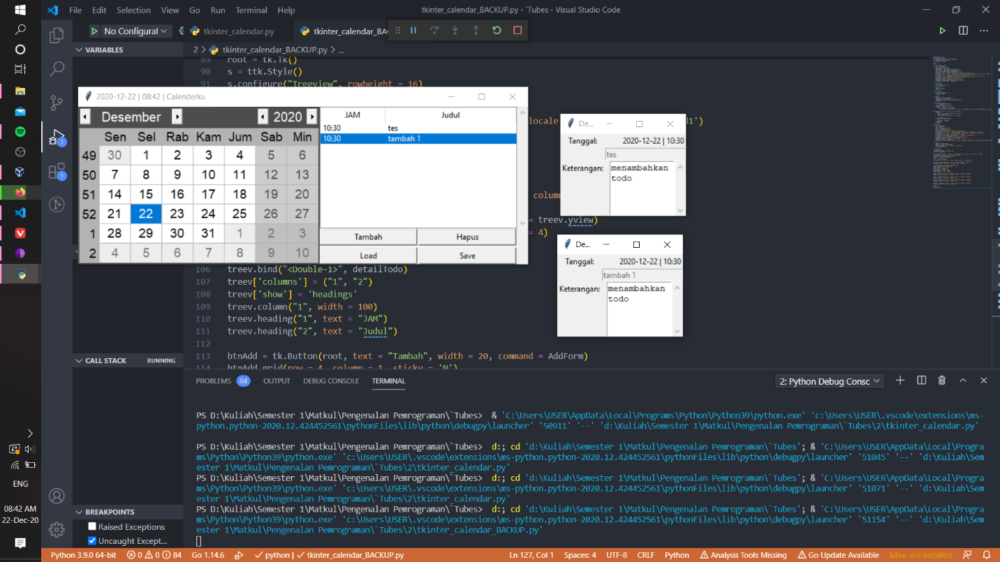 File Edit Selection View Go Run Terminal Help
tkinter_calendar_BACKUP.py - `Tubes - Visual Studio Code
No Configurat
tkinter_calendar.py
tkinter_calendar_BA
VARIABLES
2 > tkinter_calendar_BACKUP.py > ...
89 root = tk.Tk()
90 s = ttk.Style()
91 s.configure("Treeview", rowheight = 16)
2020-12-22 | 08:42 | Calenderku
Desember 2020
Sen Sel Rab Kam Jum Sab Min
49 30 1 2 3 4 5 6
50 7 8 9 10 11 12 13
51 14 15 16 17 18 19 20
52 21 22 23 24 25 26 27
1 28 29 30 31 1 2 3
2 4 5 6 7 8 9 10
JAM Judul
10:30 tes
10:30 tambah 1
Tambah Hapus
Load Save
locale
d1')
De...
Tanggal: 2020-12-22 | 10:30
tes
Keterangan: menambahkan
todo
colum
= treev.yview)
= 4)
De...
Tanggal: 2020-12-22 | 10:30
tambah 1
Keterangan: menambahkan
todo
106 treev.bind("<Double-1>", detailTodo)
107 treev['columns'] = ("1", "2")
108 treev['show'] = 'headings'
109 treev.column("1", width = 100)
110 treev.heading("1", text = "JAM")
111 treev.heading("2", text = "Judul")
112
113 btnAdd = tk.Button(root, text = "Tambah", width = 20, command = AddForm)
114 btnAdd.grid(row = 4, column = 1, sticky = 'N')
CALL STACK RUNNING
PROBLEMS 84 OUTPUT DEBUG CONSOLE TERMINAL
2: Python Debug Consc
PS D:\Kuliah\Semester 1\Matkul\Pengenalan Pemrograman\`Tubes> & 'C:\Users\USER\AppData\Local\Programs\Python\Python39\python.exe' 'c:\Users\USER\.vscode\extensions\ms-
python.python-2020.12.424452561\pythonFiles\lib\python\debugpy\launcher' '50911' '--' 'd:\Kuliah\Semester 1\Matkul\Pengenalan Pemrograman\`Tubes\2\tkinter_calendar.py'
PS D:\Kuliah\Semester 1\Matkul\Pengenalan Pemrograman\`Tubes> d:; cd 'd:\Kuliah\Semester 1\Matkul\Pengenalan Pemrograman\`Tubes'; & 'C:\Users\USER\AppData\Local\Progra
ms\Python\Python39\python.exe' 'c:\Users\USER\.vscode\extensions\ms-python.python-2020.12.424452561\pythonFiles\lib\python\debugpy\launcher' '51045' '--' 'd:\Kuliah\Sem
ester 1\Matkul\Pengenalan Pemrograman\`Tubes\2\tkinter_calendar.py'
PS D:\Kuliah\Semester 1\Matkul\Pengenalan Pemrograman\`Tubes> d:; cd 'd:\Kuliah\Semester 1\Matkul\Pengenalan Pemrograman\`Tubes'; & 'C:\Users\USER\AppData\Local\Progra
ms\Python\Python39\python.exe' 'c:\Users\USER\.vscode\extensions\ms-python.python-2020.12.424452561\pythonFiles\lib\python\debugpy\launcher' '51071' '--' 'd:\Kuliah\Sem
ester 1\Matkul\Pengenalan Pemrograman\`Tubes\2\tkinter_calendar.py'
PS D:\Kuliah\Semester 1\Matkul\Pengenalan Pemrograman\`Tubes> d:; cd 'd:\Kuliah\Semester 1\Matkul\Pengenalan Pemrograman\`Tubes'; & 'C:\Users\USER\AppData\Local\Progra
ms\Python\Python39\python.exe' 'c:\Users\USER\.vscode\extensions\ms-python.python-2020.12.424452561\pythonFiles\lib\python\debugpy\launcher' '51154' '--' 'd:\Kuliah\Sem
ester 1\Matkul\Pengenalan Pemrograman\`Tubes\2\tkinter_calendar_BACKUP.py'
BREAKPOINTS
Raised Exceptions
Uncaught Except...
ENG
08:42 AM
22-Dec-20
Python 3.9.0 64-bit 0 0 84 Go 1.14.6 python | tkinter_calendar_BACKUP.py Ln 127, Col 1 Spaces: 4 UTF-8 CRLF Python Analysis Tools Missing Go Update Available kite: not installed